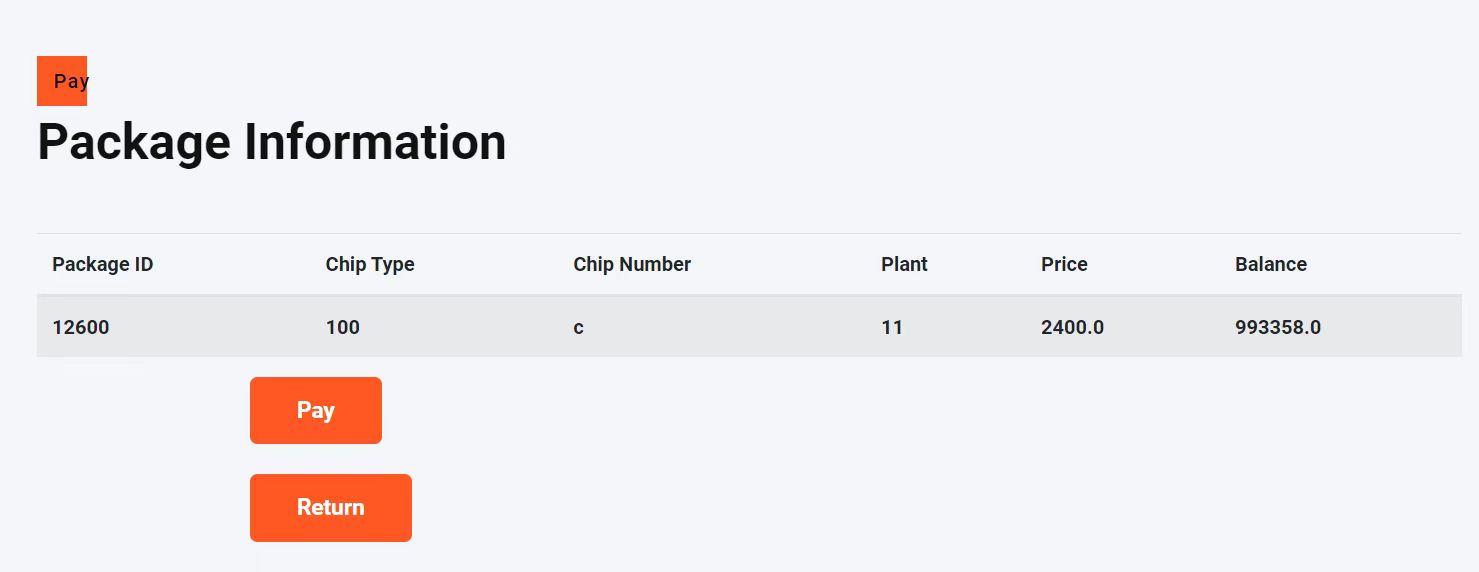 Pay
Package Information
Package ID Chip Type Chip Number Plant Price Balance
12600 100 c 11 2400.0 993358.0
Pay
Return